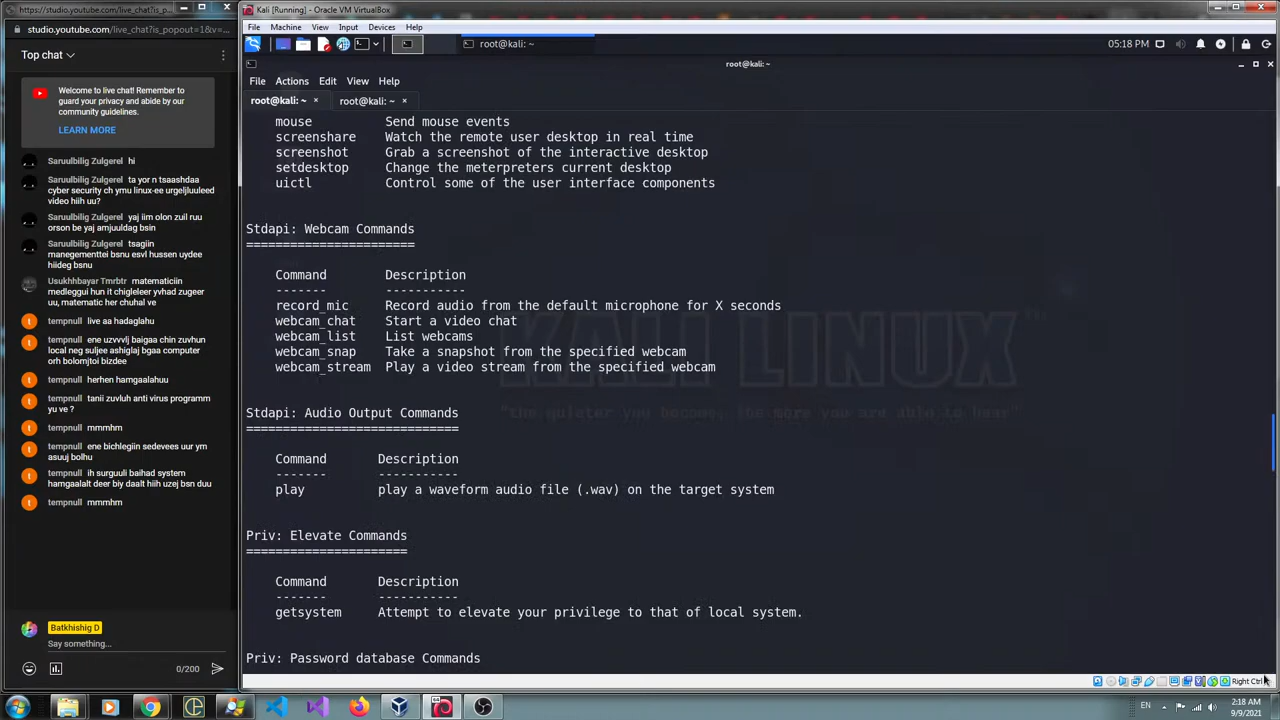 https://studio.youtube.com/live_chat?is_popout=1&v=...
studio.youtube.com/live_chat?is_popout=1&v=...
Top chat
Welcome to live chat! Remember to
guard your privacy and abide by our
community guidelines.
LEARN MORE
Saruulbilig Zulgerel hi
Saruulbilig Zulgerel ta yor n tsaashdaa
cyber security ch ymu linux-ee urgeljluuleed
video hiih uu?
Saruulbilig Zulgerel yaj iim olon zuil ruu
orson be yaj amjuuldag bsin
Saruulbilig Zulgerel tsagiin
manegementtei bsnu esvl hussen uydee
hiideg bsnu
Usukhhbayar Tmrbtr matematiciin
medleggui hun it chigleleer yvhad zugeer
uu, matematic her chuhal ve
tempnull live aa hadaglahu
tempnull ene uzvvvlj baigaa chin zuvhun
local neg suljee ashiglaj bgaa computer
orh bolomjtoi bizdee
tempnull herhen hamgaalahuu
tempnull tanii zuvluh anti virus programm
yu ve ?
tempnull mmmhm
tempnull ene bichlegiin sedevees uur ym
asuuj bolhu
tempnull ih surguuli baihad system
hamgaalalt deer biy daalt hiih uzej bsn duu
tempnull mmmhm
Batkhishig D
Say something...
0/200
Kali [Running] - Oracle VM VirtualBox
File Machine View Input Devices Help
root@kali: ~
05:18 PM
root@kali:~
File Actions Edit View Help
root@kali: ~ × root@kali: ~ ×
mouse Send mouse events
screenshare Watch the remote user desktop in real time
screenshot Grab a screenshot of the interactive desktop
setdesktop Change the meterpreters current desktop
uictl Control some of the user interface components
Stdapi: Webcam Commands
=======================
Command Description
------- -----------
record_mic Record audio from the default microphone for X seconds
webcam_chat Start a video chat
webcam_list List webcams
webcam_snap Take a snapshot from the specified webcam
webcam_stream Play a video stream from the specified webcam
KALI LINUX
"the quieter you become, the more you are able to hear"
Stdapi: Audio Output Commands
=============================
Command Description
------- -----------
play play a waveform audio file (.wav) on the target system
Priv: Elevate Commands
======================
Command Description
------- -----------
getsystem Attempt to elevate your privilege to that of local system.
Priv: Password database Commands
Right Ctrl
EN
2:18 AM
9/9/2021